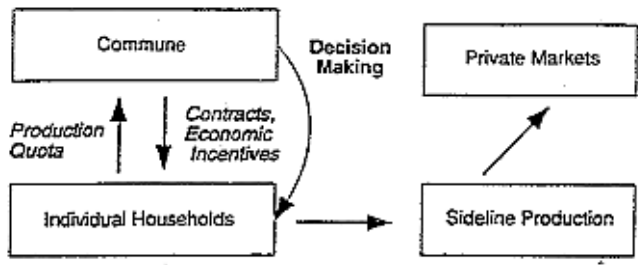 Commune
Decision
Making
Private Markets
Production
Quota
Contracts,
Economic
Incentives
Individual Households
Sideline Production